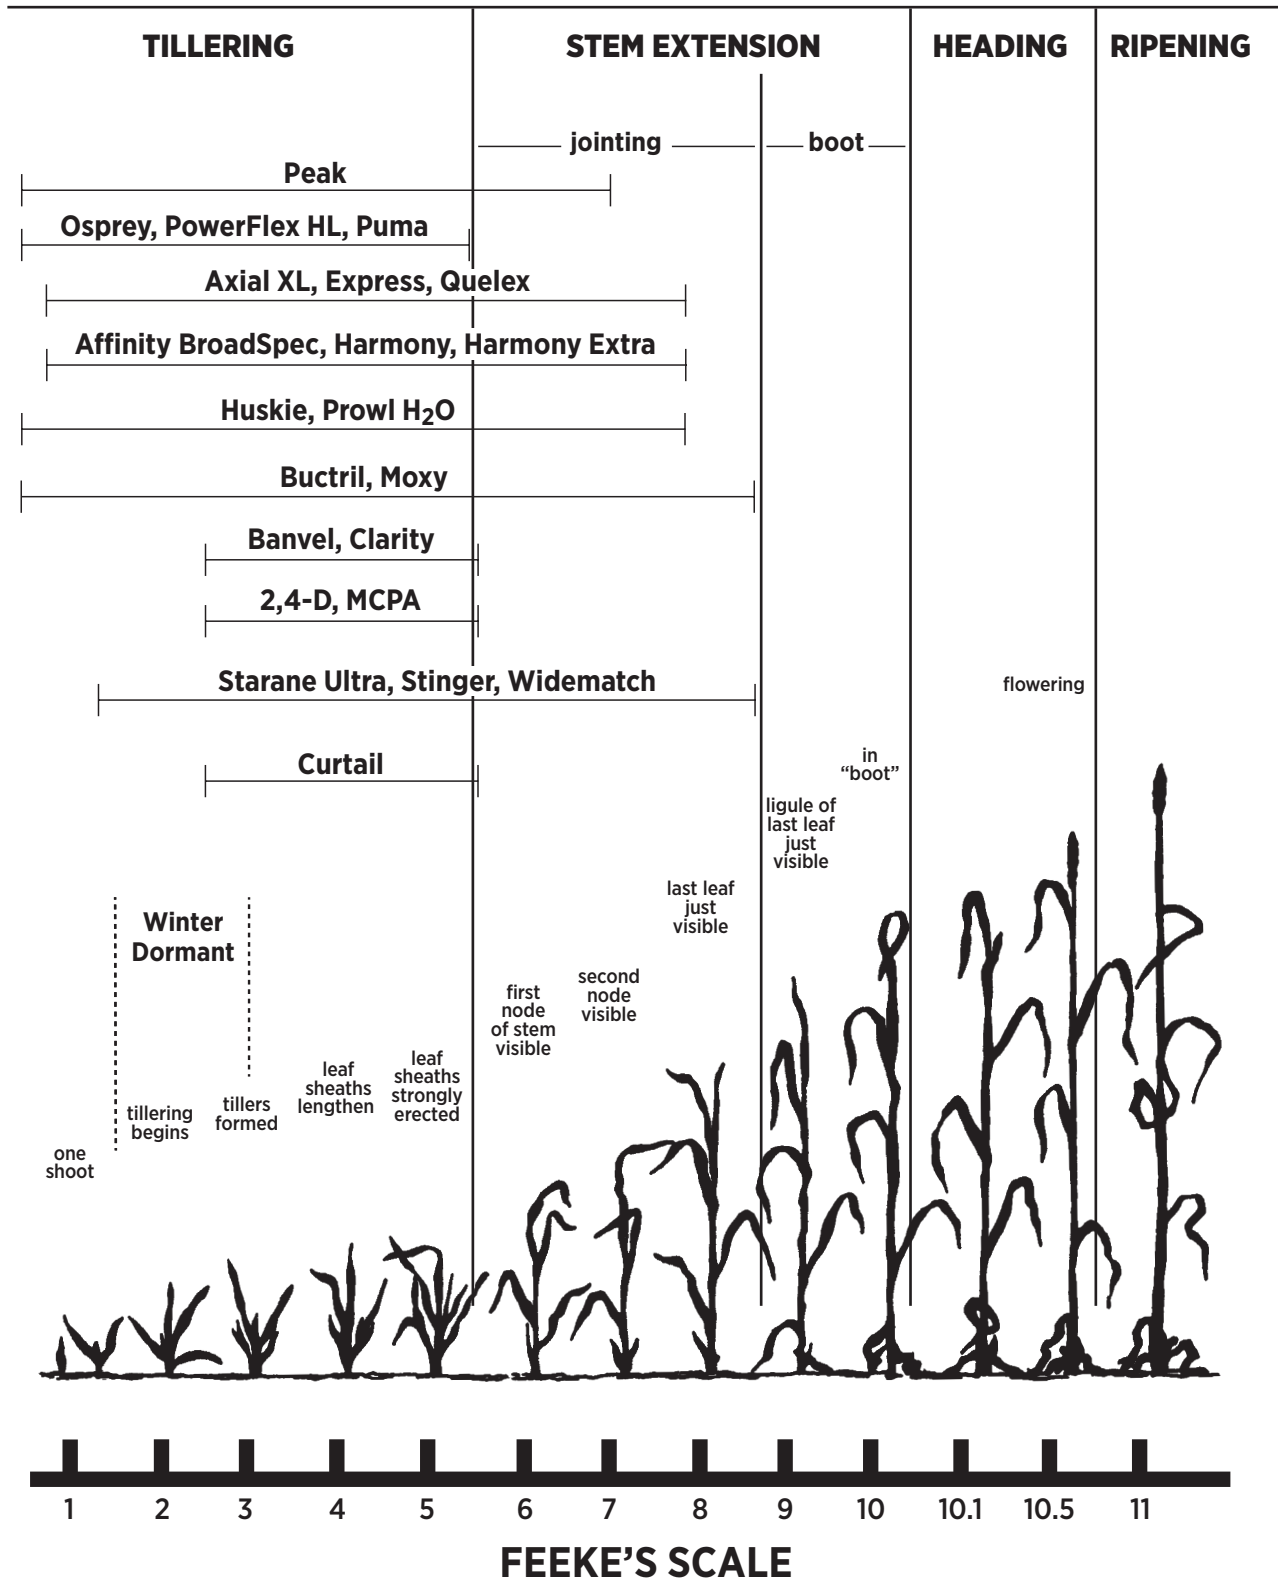 TILLERING
STEM EXTENSION
HEADING
RIPENING
jointing
boot
Peak
Osprey, PowerFlex HL, Puma
Axial XL, Express, Quelex
Affinity BroadSpec, Harmony, Harmony Extra
Huskie, Prowl H₂O
Buctril, Moxy
Banvel, Clarity
2,4-D, MCPA
Starane Ultra, Stinger, Widematch
Curtail
Winter
Dormant
one
shoot
tillering
begins
tillers
formed
leaf
sheaths
lengthen
leaf
sheaths
strongly
erected
first
node
of stem
visible
second
node
visible
last leaf
just
visible
ligule of
last leaf
just
visible
in
“boot”
flowering
1 2 3 4 5 6 7 8 9 10 10.1 10.5 11
FEEKE’S SCALE